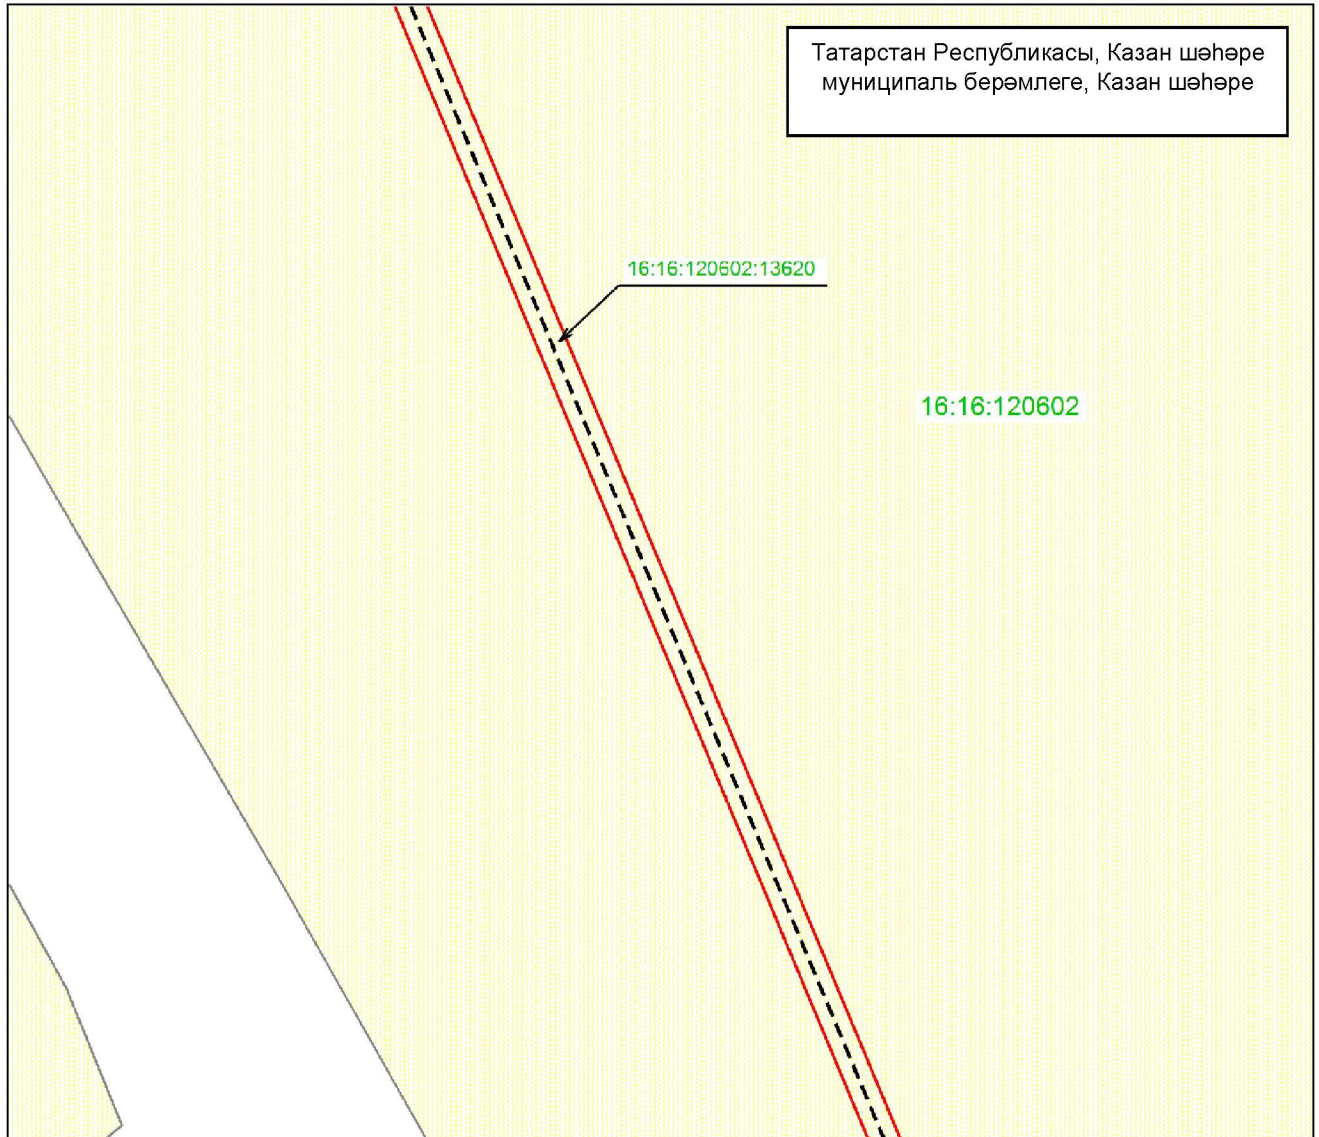 Татарстан Республикасы, Казан шәһәре
муниципаль берәмлеге, Казан шәһәре
16:16:120602:13620
16:16:120602